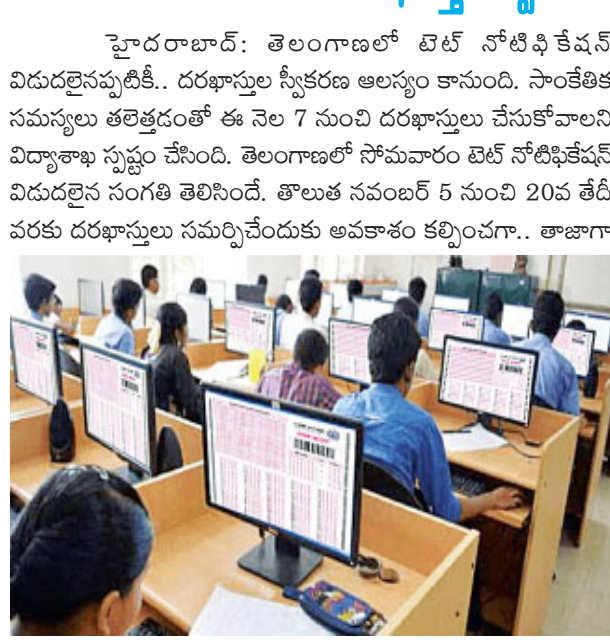 హైదరాబాద్: తెలంగాణలో టెట్ నోటిఫికేషన్
విడుదలైనప్పటికీ.. దరఖాస్తుల స్వీకరణ ఆలస్యం కానుంది. సాంకేతిక
సమస్యలు తలెత్తడంతో ఈ నెల 7 నుంచి దరఖాస్తులు చేసుకోవాలని
విద్యాశాఖ స్పష్టం చేసింది. తెలంగాణలో సోమవారం టెట్ నోటిఫికేషన్
విడుదలైన సంగతి తెలిసిందే. తొలుత నవంబర్ 5 నుంచి 20వ తేదీ
వరకు దరఖాస్తులు సమర్పిచేందుకు అవకాశం కల్పించగా.. తాజాగా